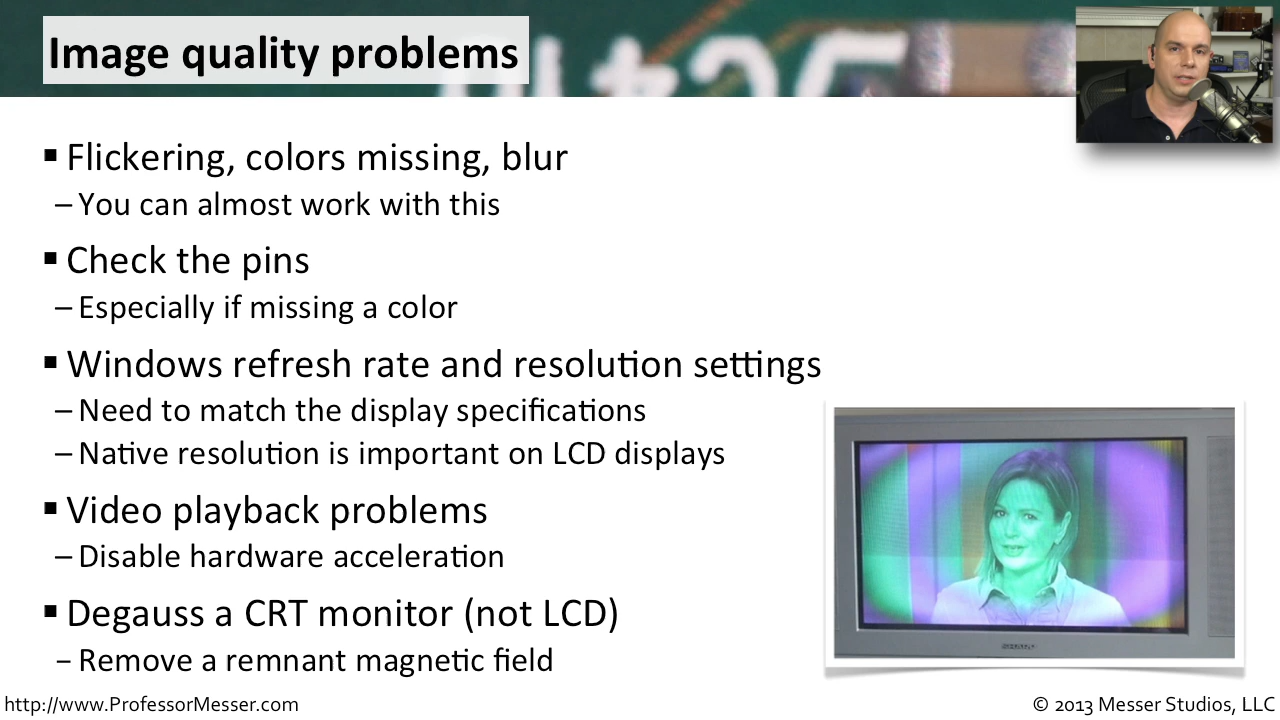 Image quality problems
▪ Flickering, colors missing, blur
– You can almost work with this
▪ Check the pins
– Especially if missing a color
▪ Windows refresh rate and resolution settings
– Need to match the display specifications
– Native resolution is important on LCD displays
▪ Video playback problems
– Disable hardware acceleration
▪ Degauss a CRT monitor (not LCD)
– Remove a remnant magnetic field
http://www.ProfessorMesser.com
© 2013 Messer Studios, LLC